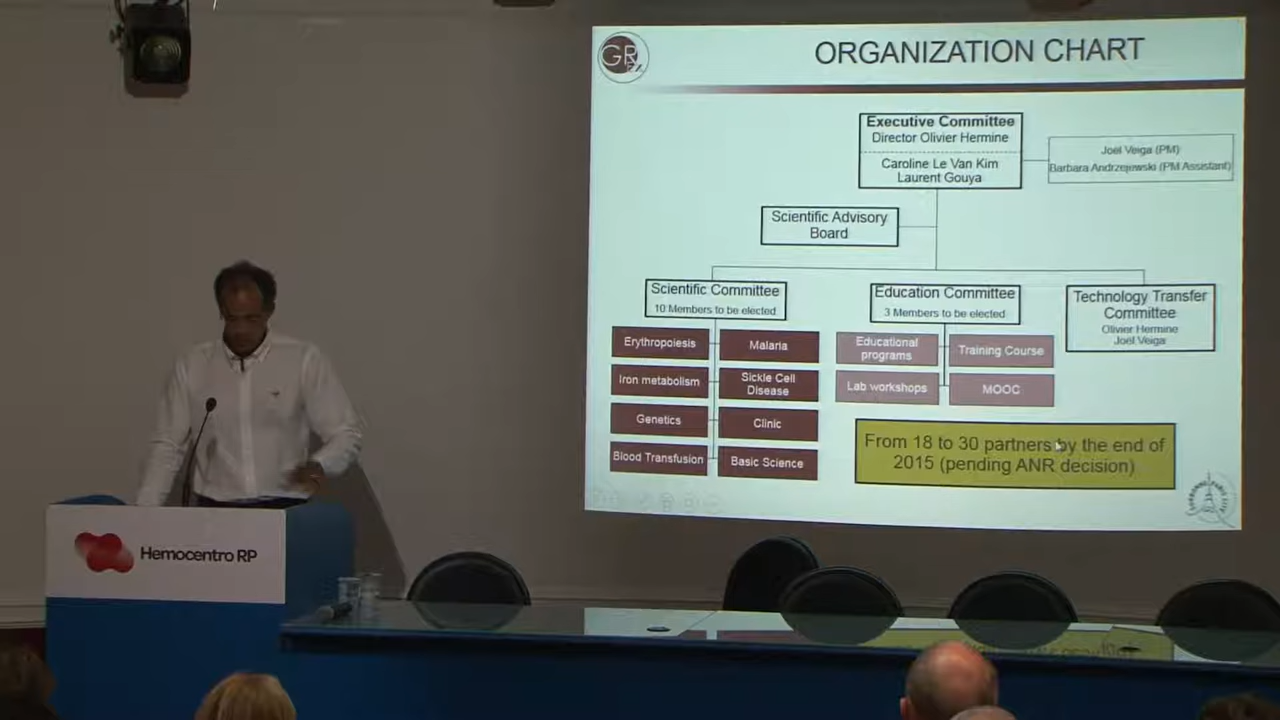 GR
Ex
ORGANIZATION CHART
Executive Committee
Director Olivier Hermine
Caroline Le Van Kim
Laurent Gouya
Joël Veiga (PM)
Barbara Andrzejewski (PM Assistant)
Scientific Advisory
Board
Scientific Committee
10 Members to be elected
Education Committee
3 Members to be elected
Technology Transfer
Committee
Olivier Hermine
Joël Veiga
Erythropoiesis
Malaria
Iron metabolism
Sickle Cell
Disease
Genetics
Clinic
Blood Transfusion
Basic Science
Educational
programs
Training Course
Lab workshops
MOOC
From 18 to 30 partners by the end of
2015 (pending ANR decision)
Hemocentro RP